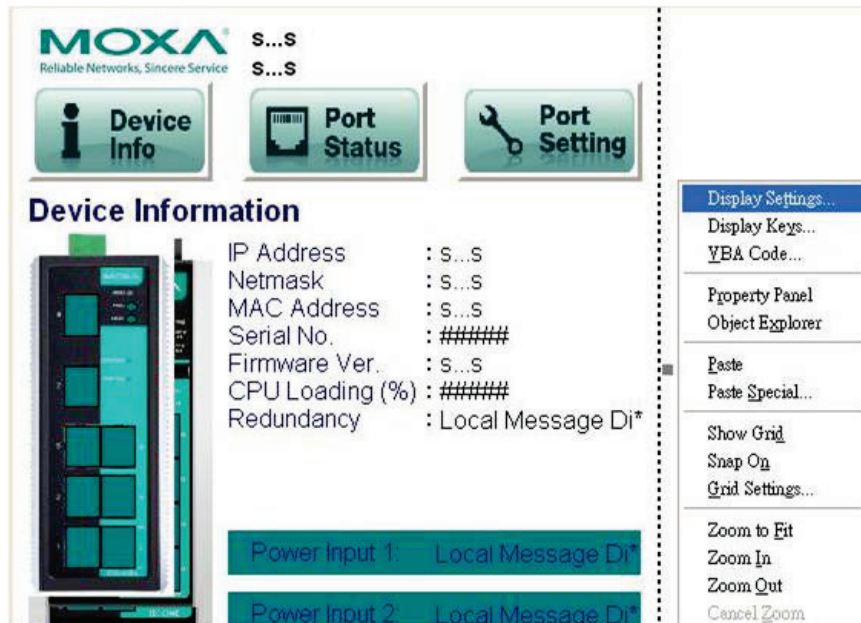 MOXA
Reliable Networks, Sincere Service
s...s
s...s
Device Info
Port Status
Port Setting
Device Information
IP Address : s...s
Netmask : s...s
MAC Address : s...s
Serial No. : #####
Firmware Ver. : s...s
CPU Loading (%) : #####
Redundancy : Local Message Di*
Power Input 1: Local Message Di*
Power Input 2: Local Message Di*
Display Settings...
Display Keys...
VBA Code...
Property Panel
Object Explorer
Paste
Paste Special...
Show Grid
Snap On
Grid Settings...
Zoom to Fit
Zoom In
Zoom Out
Cancel Zoom